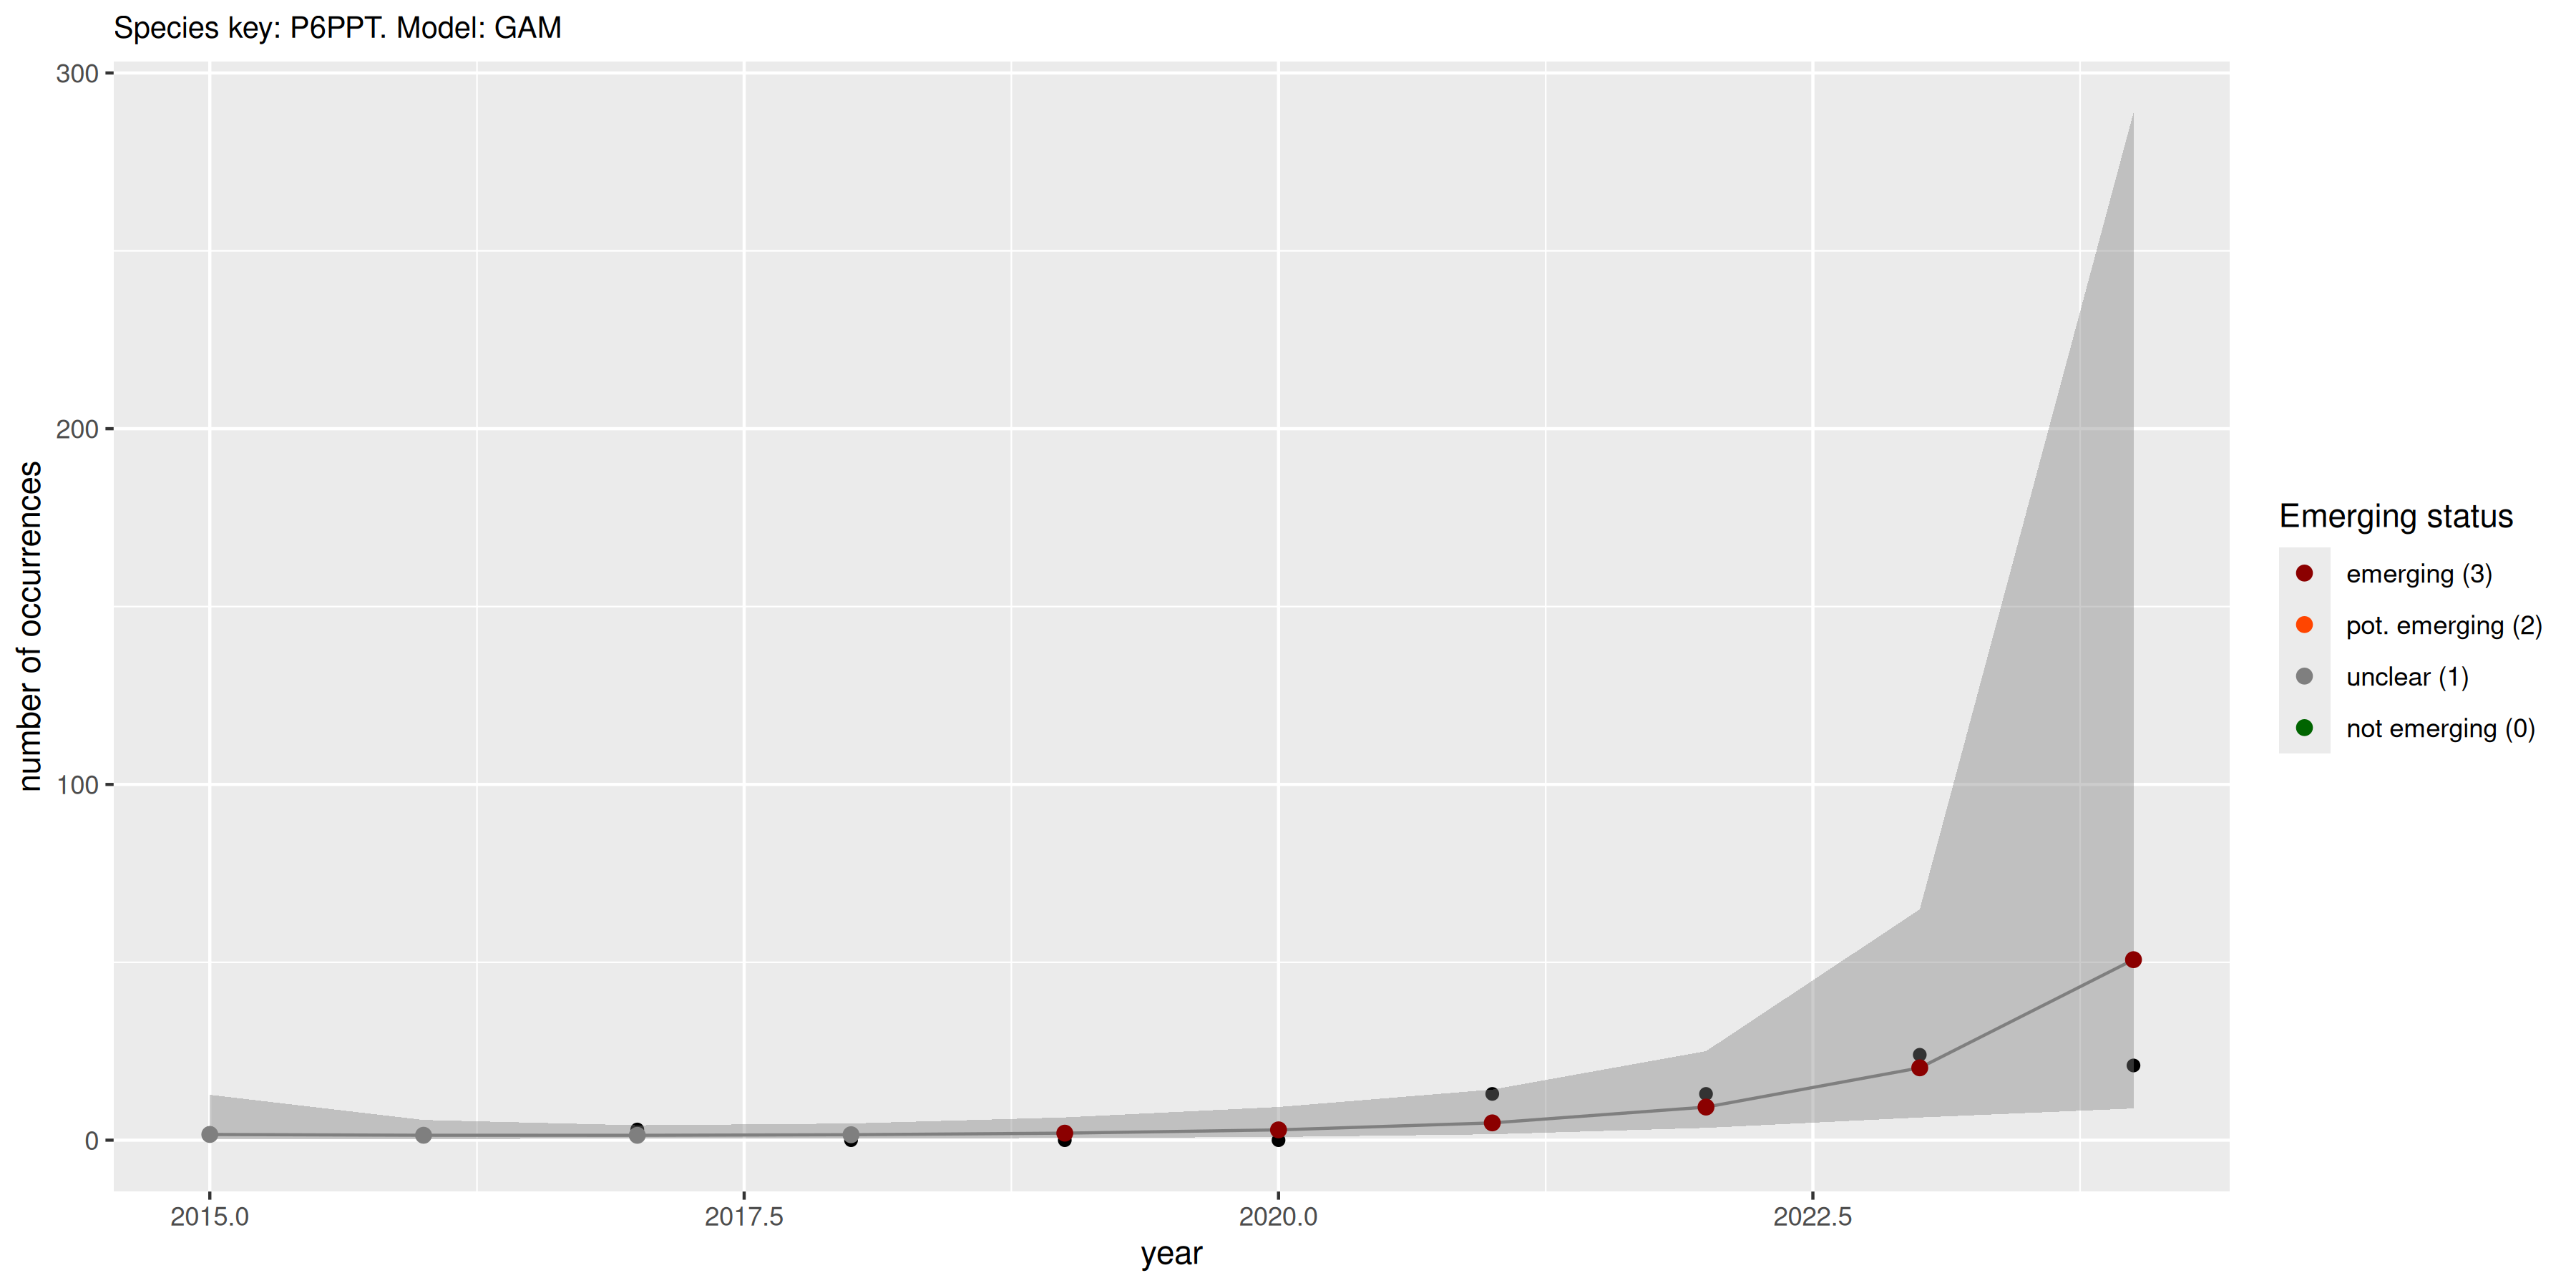 Species key: P6PPT. Model: GAM
300
200
100
0
number of occurrences
2015.0
2017.5
2020.0
2022.5
year
Emerging status
emerging (3)
pot. emerging (2)
unclear (1)
not emerging (0)